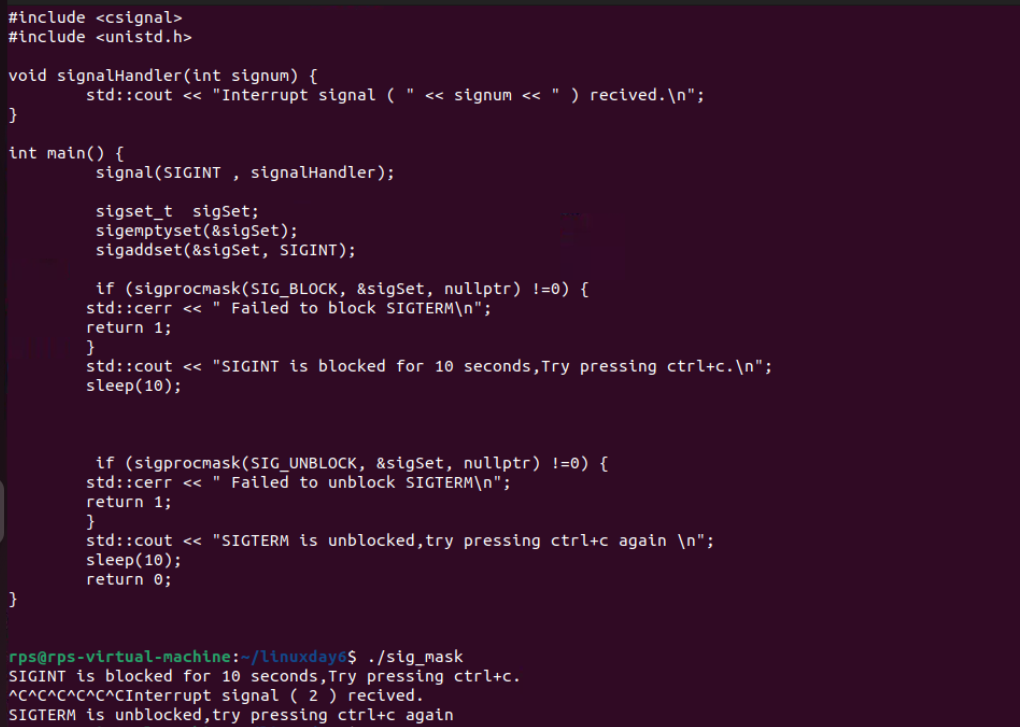 #include <csignal>
#include <unistd.h>
void signalHandler(int signum) {
        std::cout << "Interrupt signal ( " << signum << " ) recived.\n";
}
int main() {
         signal(SIGINT , signalHandler);
         sigset_t  sigSet;
         sigemptyset(&sigSet);
         sigaddset(&sigSet, SIGINT);
         if (sigprocmask(SIG_BLOCK, &sigSet, nullptr) !=0) {
        std::cerr << " Failed to block SIGTERM\n";
        return 1;
        }
        std::cout << "SIGINT is blocked for 10 seconds,Try pressing ctrl+c.\n";
        sleep(10);
         if (sigprocmask(SIG_UNBLOCK, &sigSet, nullptr) !=0) {
        std::cerr << " Failed to unblock SIGTERM\n";
        return 1;
        }
        std::cout << "SIGTERM is unblocked,try pressing ctrl+c again \n";
        sleep(10);
        return 0;
}
rps@rps-virtual-machine:~/linuxday6$ ./sig_mask
SIGINT is blocked for 10 seconds,Try pressing ctrl+c.
^C^C^C^C^C^CInterrupt signal ( 2 ) recived.
SIGTERM is unblocked,try pressing ctrl+c again